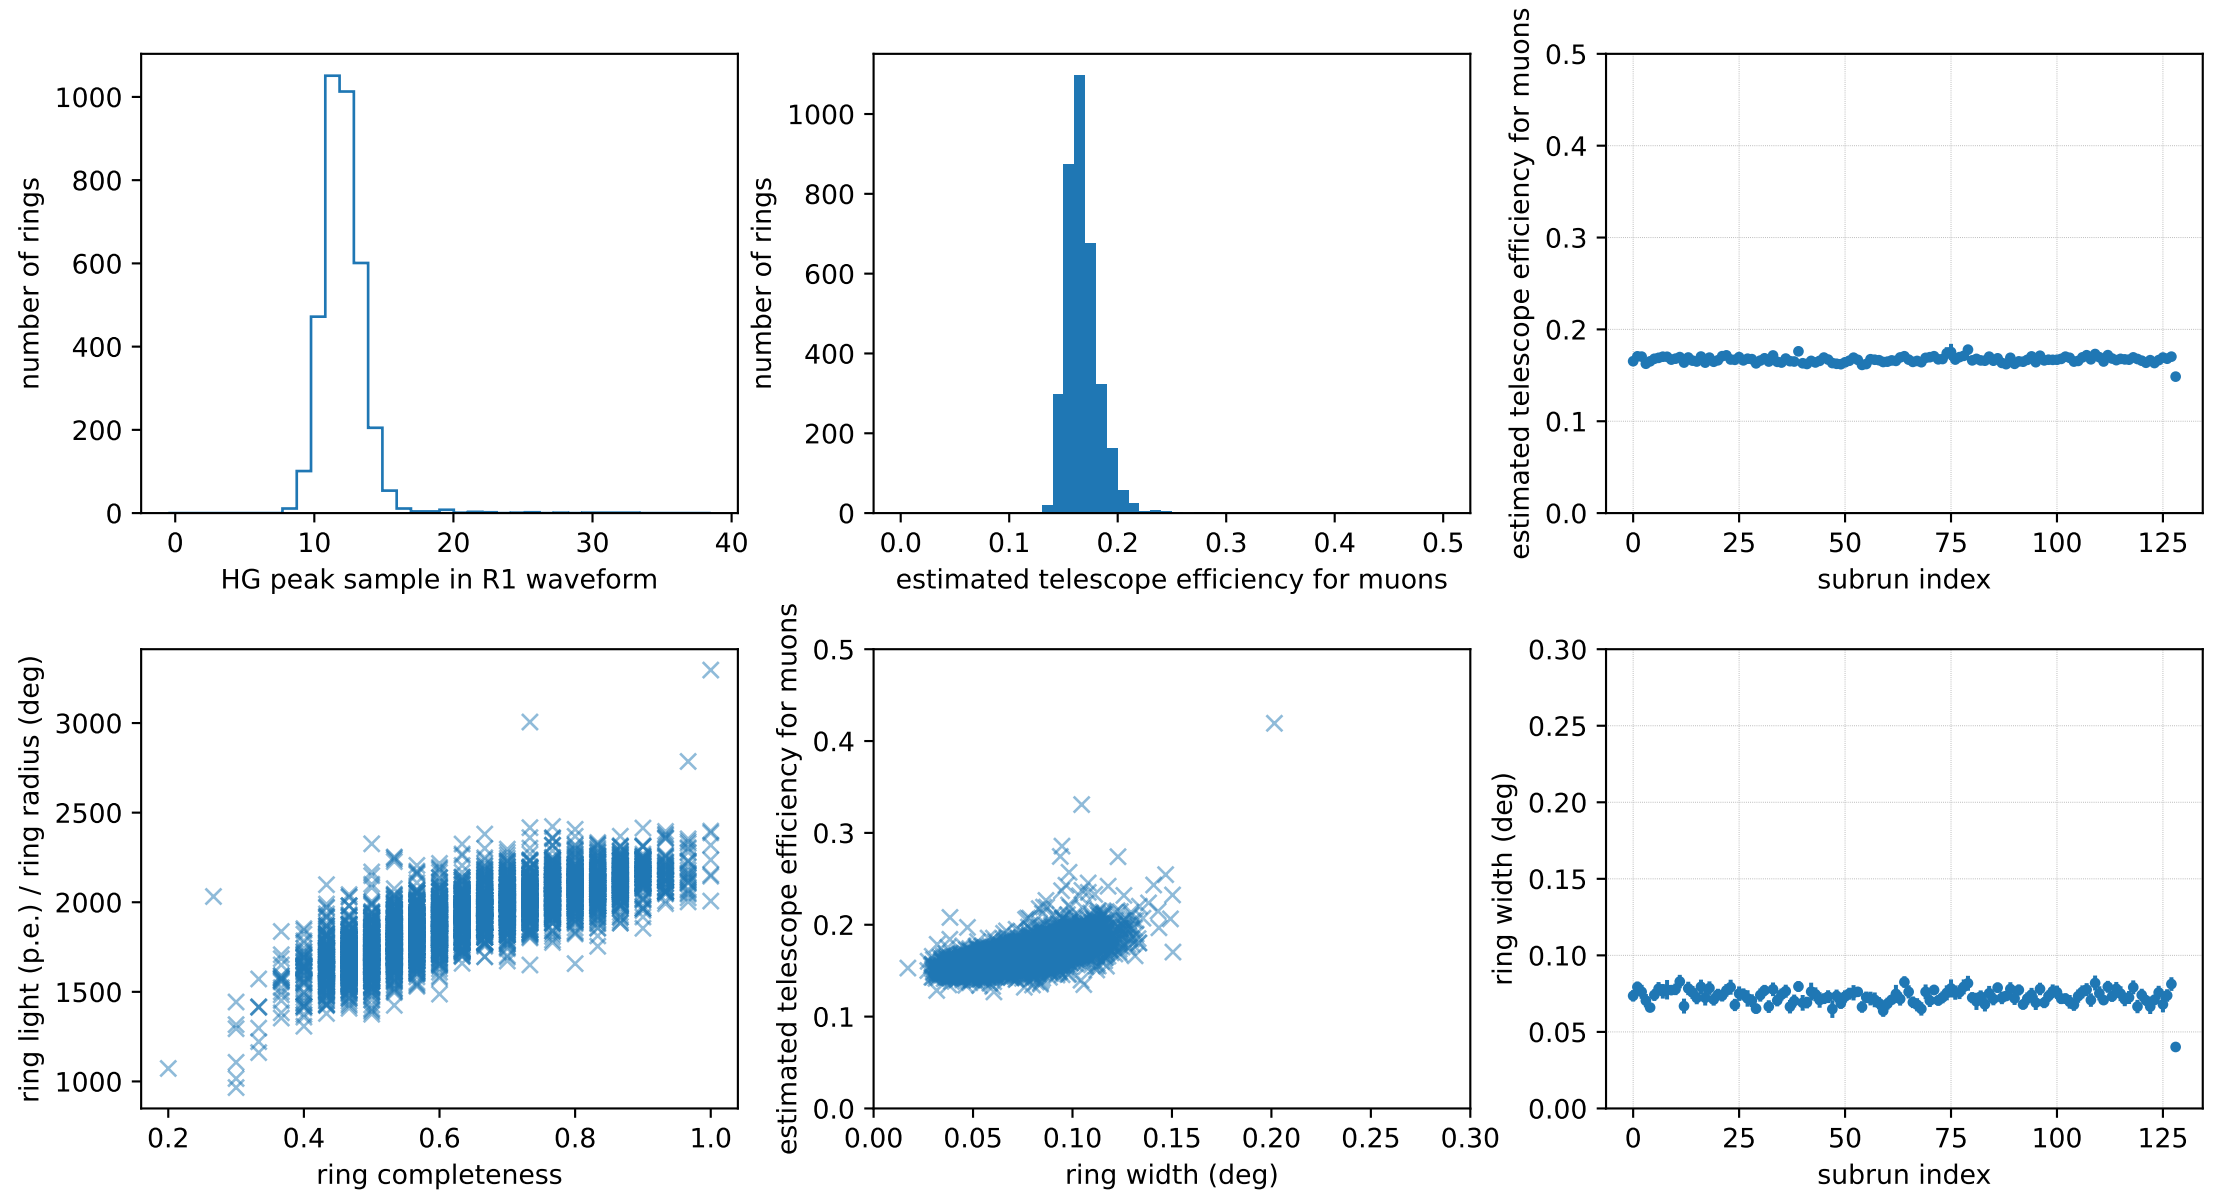 number of rings
1000
800
600
400
200
0
0 10 20 30 40
HG peak sample in R1 waveform
number of rings
1000
800
600
400
200
0
0.0 0.1 0.2 0.3 0.4 0.5
estimated telescope efficiency for muons
estimated telescope efficiency for muons
0.5
0.4
0.3
0.2
0.1
0.0
0 25 50 75 100 125
subrun index
ring light (p.e.) / ring radius (deg)
3000
2500
2000
1500
1000
0.2 0.4 0.6 0.8 1.0
ring completeness
estimated telescope efficiency for muons
0.5
0.4
0.3
0.2
0.1
0.0
0.00 0.05 0.10 0.15 0.20 0.25 0.30
ring width (deg)
ring width (deg)
0.30
0.25
0.20
0.15
0.10
0.05
0.00
0 25 50 75 100 125
subrun index